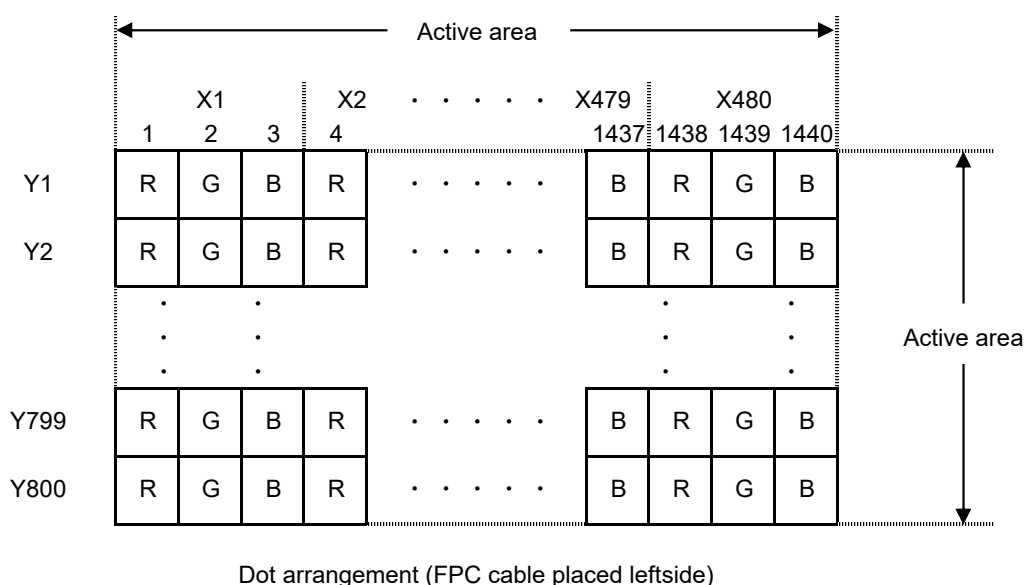 Active area
X1 X2 ・ ・ ・ ・ ・ X479 X480
1 2 3 4 1437 1438 1439 1440
Y1 R G B R ・ ・ ・ ・ ・ B R G B
Y2 R G B R ・ ・ ・ ・ ・ B R G B
・ ・ ・ ・
・ ・ ・ ・
Active area
・ ・ ・ ・
Y799 R G B R ・ ・ ・ ・ ・ B R G B
Y800 R G B R ・ ・ ・ ・ ・ B R G B
Dot arrangement (FPC cable placed leftside)